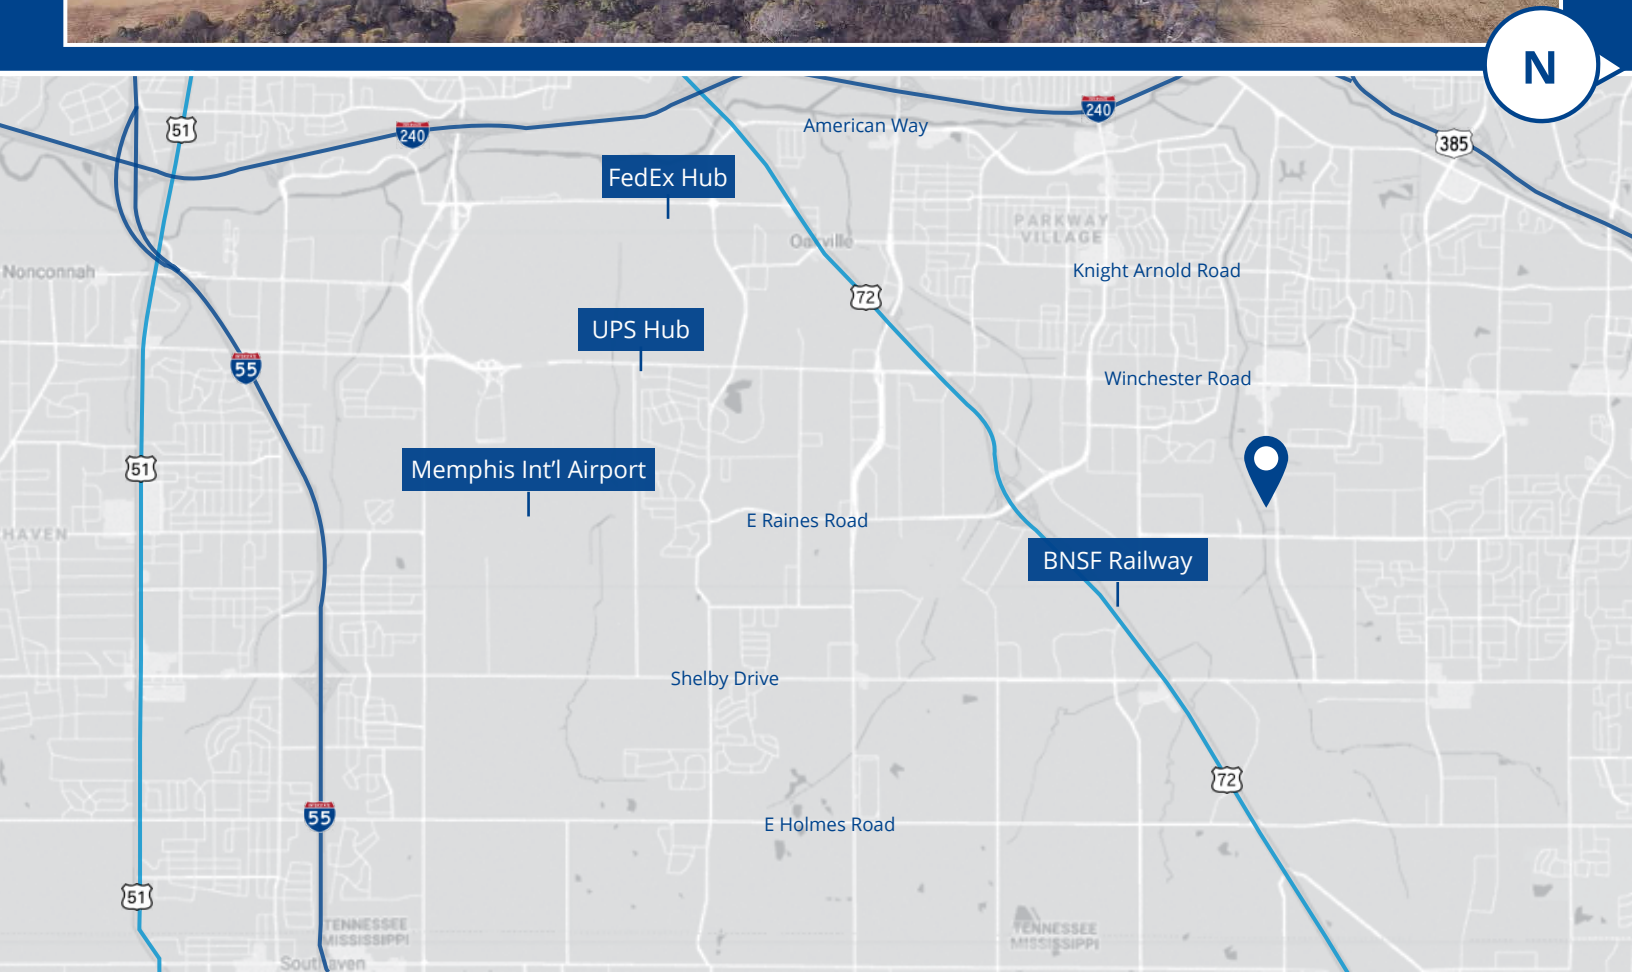 N
240
American Way
51
240
385
FedEx Hub
PARKWAY
VILLAGE
Oakville
Nonconnah
Knight Arnold Road
72
UPS Hub
55
Winchester Road
51
Memphis Int’l Airport
E Raines Road
HAVEN
BNSF Railway
Shelby Drive
72
55
E Holmes Road
51
TENNESSEE
MISSISSIPPI
TENNESSEE
MISSISSIPPI
Southaven